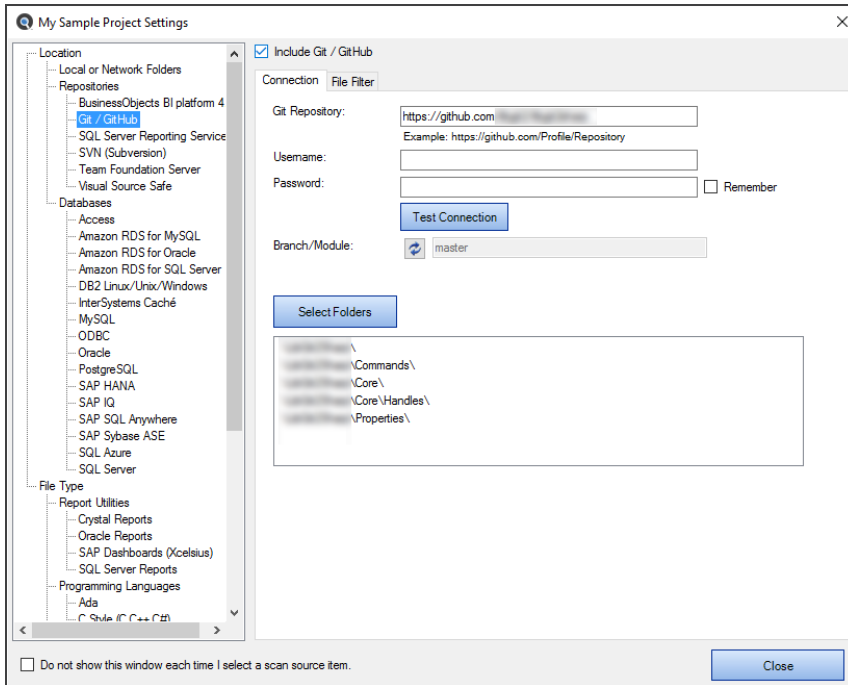 My Sample Project Settings
Location
Local or Network Folders
Repositories
BusinessObjects BI platform 4
Git / GitHub
SQL Server Reporting Service
SVN (Subversion)
Team Foundation Server
Visual Source Safe
Databases
Access
Amazon RDS for MySQL
Amazon RDS for Oracle
Amazon RDS for SQL Server
DB2 Linux/Unix/Windows
InterSystems Caché
MySQL
ODBC
Oracle
PostgreSQL
SAP HANA
SAP IQ
SAP SQL Anywhere
SAP Sybase ASE
SQL Azure
SQL Server
File Type
Report Utilities
Crystal Reports
Oracle Reports
SAP Dashboards (Xcelsius)
SQL Server Reports
Programming Languages
Ada
C Style (C C++ C#)
Include Git / GitHub
Connection File Filter
Git Repository: https://github.com
Example: https://github.com/Profile/Repository
Username:
Password: Remember
Test Connection
Branch/Module: master
Select Folders
\
\Commands\
\Core\
\Core\Handles\
\Properties\
Do not show this window each time I select a scan source item.
Close